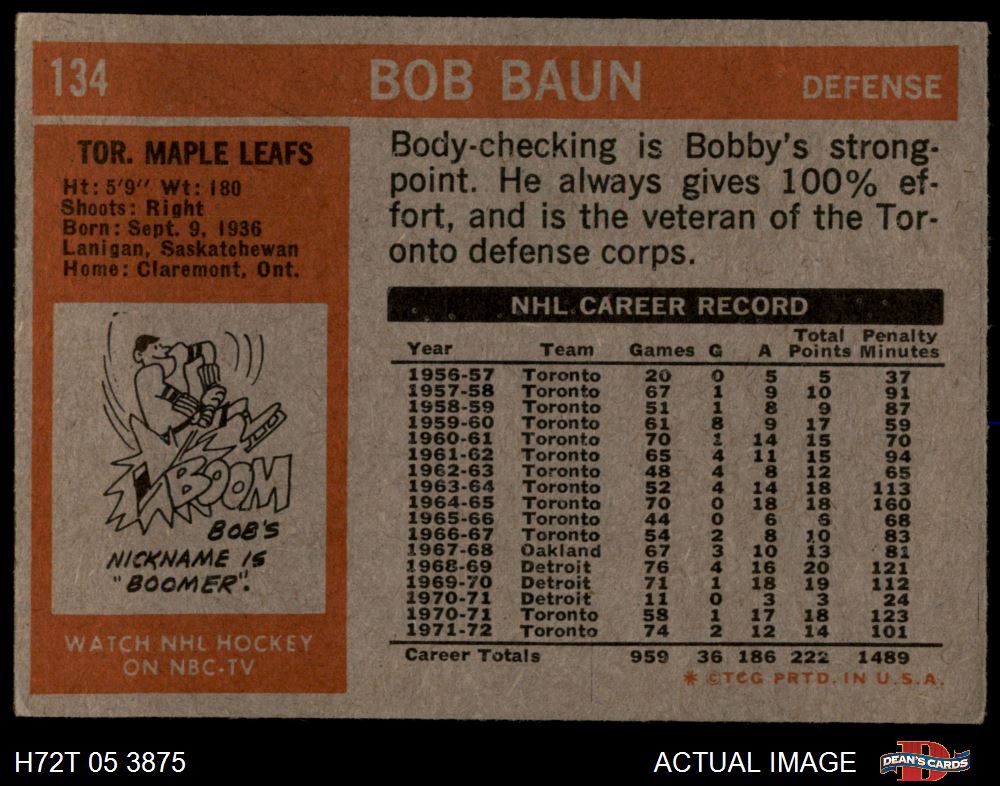 134 BOB BAUN DEFENSE
TOR. MAPLE LEAFS
Ht: 5'9" Wt: 180
Shoots: Right
Born: Sept. 9, 1936
Lanigan, Saskatchewan
Home: Claremont, Ont.
VAROOM
BOB'S
NICKNAME IS
"BOOMER".
WATCH NHL HOCKEY
ON NBC-TV
Body-checking is Bobby's strong-
point. He always gives 100% ef-
fort, and is the veteran of the Tor-
onto defense corps.
NHL CAREER RECORD
Year Team Games G A Total Points Penalty Minutes
1956-57 Toronto 20 0 5 5 37
1957-58 Toronto 67 1 9 10 91
1958-59 Toronto 51 1 8 9 87
1959-60 Toronto 61 8 9 17 59
1960-61 Toronto 70 1 14 15 70
1961-62 Toronto 65 4 11 15 94
1962-63 Toronto 48 4 8 12 65
1963-64 Toronto 52 4 14 18 113
1964-65 Toronto 70 0 18 18 160
1965-66 Toronto 44 0 6 6 68
1966-67 Toronto 54 2 8 10 83
1967-68 Oakland 67 3 10 13 81
1968-69 Detroit 76 4 16 20 121
1969-70 Detroit 71 1 18 19 112
1970-71 Detroit 11 0 3 3 24
1970-71 Toronto 58 1 17 18 123
1971-72 Toronto 74 2 12 14 101
Career Totals 959 36 186 222 1489
* ©TCG PRTD. IN U.S.A.
H72T 05 3875 ACTUAL IMAGE DEAN'S CARDS